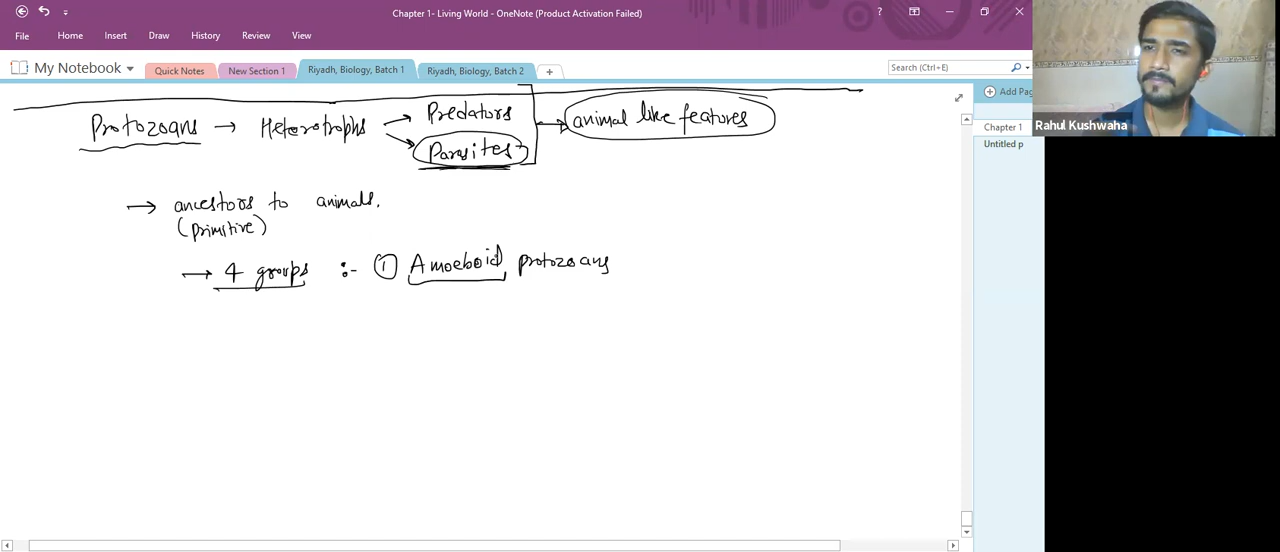 Chapter 1- Living World - OneNote (Product Activation Failed)
?
File Home Insert Draw History Review View
My Notebook
Quick Notes
New Section 1
Riyadh, Biology, Batch 1
Riyadh, Biology, Batch 2
Search (Ctrl+E)
Add Pag
Chapter 1
Untitled p
Rahul Kushwaha
Protozoans → Heterotrophs → Predators
→ Parasites → animal like features
→ ancestors to animals.
(primitive)
→ 4 groups :- ① Amoeboid protozoans